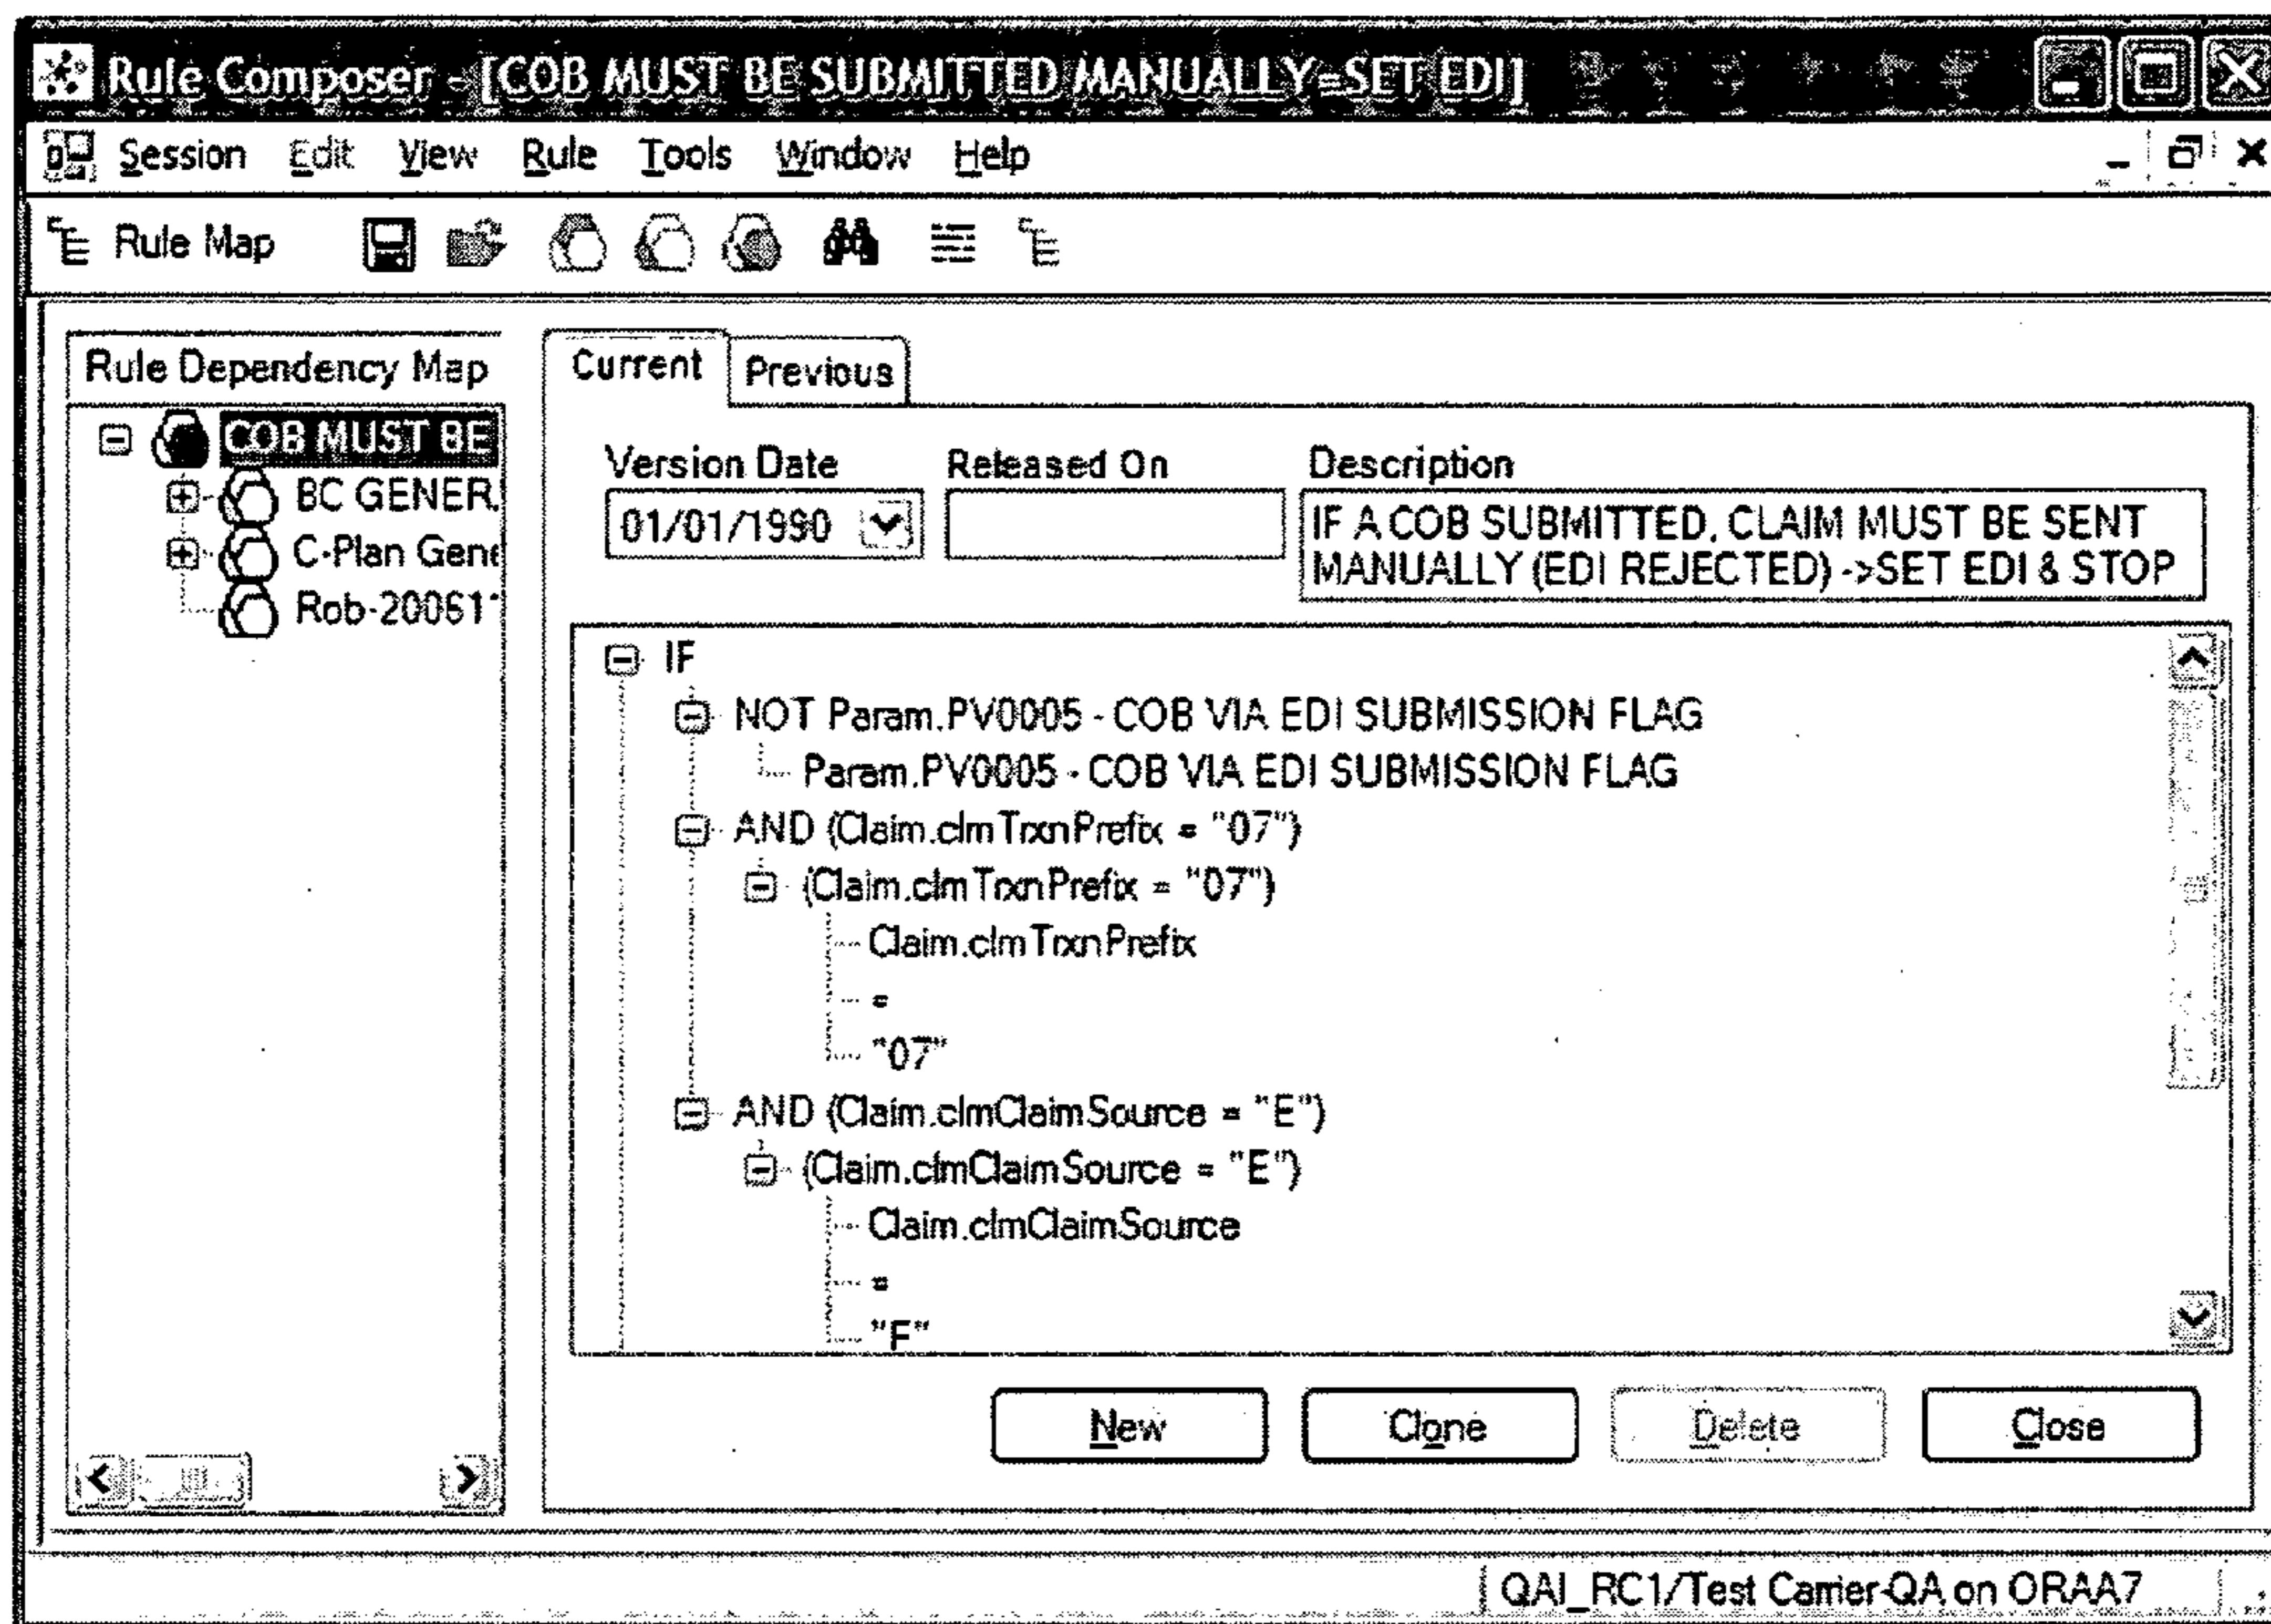 Rule Composer - [COB MUST BE SUBMITTED MANUALLY=SET EDI]
Session Edit View Rule Tools Window Help
Rule Map
Rule Dependency Map
COB MUST BE
BC GENER
C-Plan Gene
Rob-200611
Current Previous
Version Date Released On Description
01/01/1990
IF A COB SUBMITTED, CLAIM MUST BE SENT
MANUALLY (EDI REJECTED) ->SET EDI & STOP
IF
NOT Param.PV0005 - COB VIA EDI SUBMISSION FLAG
Param.PV0005 - COB VIA EDI SUBMISSION FLAG
AND (Claim.clmTrxnPrefix = "07")
(Claim.clmTrxnPrefix = "07")
Claim.clmTrxnPrefix
=
"07"
AND (Claim.clmClaimSource = "E")
(Claim.clmClaimSource = "E")
Claim.clmClaimSource
=
"E"
New Clone Delete Close
QAI_RC1/Test Carrier-QA on ORAA7